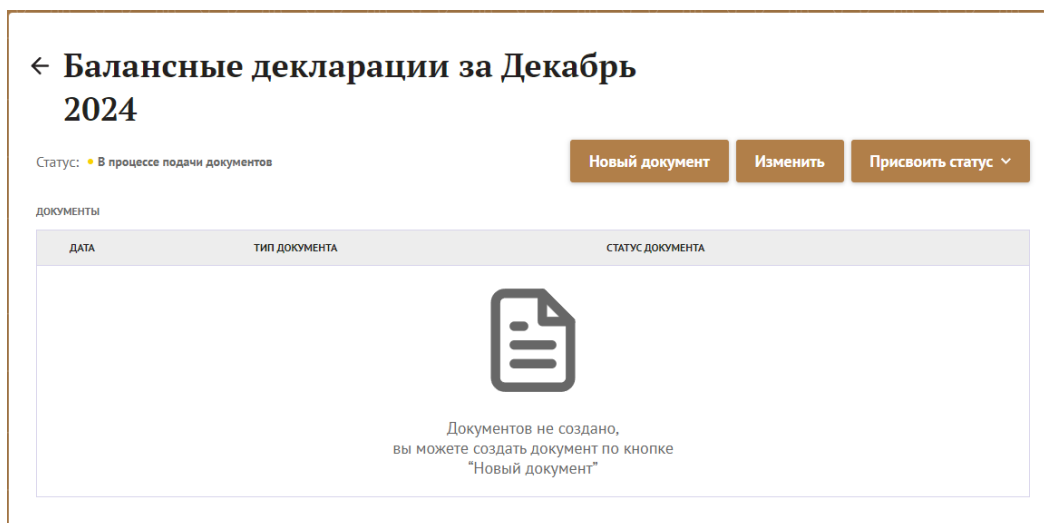 Балансные декларации за Декабрь
2024
Статус: В процессе подачи документов
Новый документ
Изменить
Присвоить статус
ДОКУМЕНТЫ
ДАТА ТИП ДОКУМЕНТА СТАТУС ДОКУМЕНТА
Документов не создано,
вы можете создать документ по кнопке
“Новый документ”